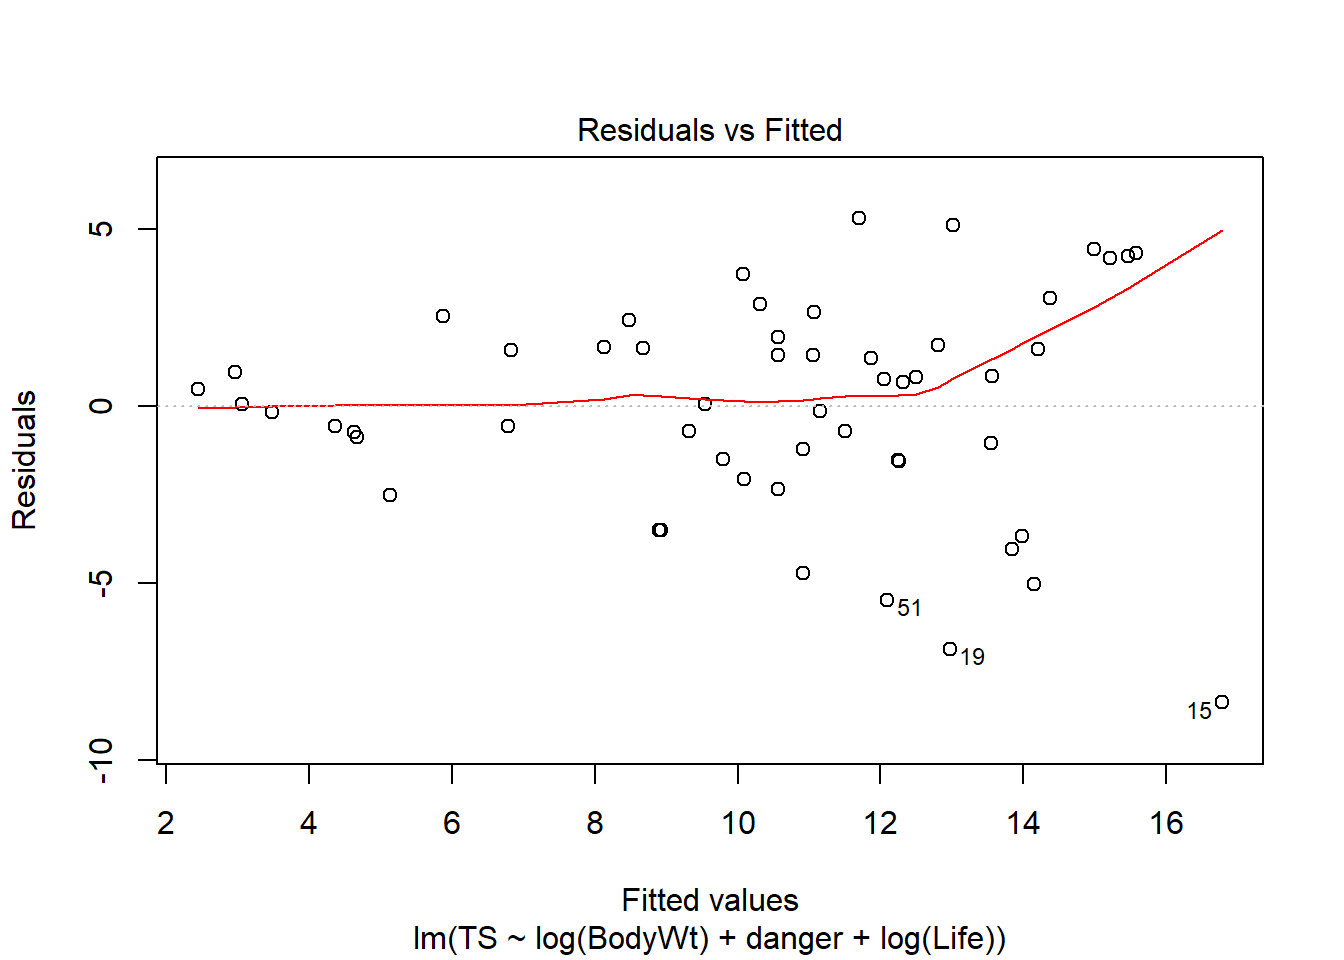 Residuals vs Fitted
Residuals
5
0
-5
-10
51
19
15
2 4 6 8 10 12 14 16
Fitted values
lm(TS ~ log(BodyWt) + danger + log(Life))